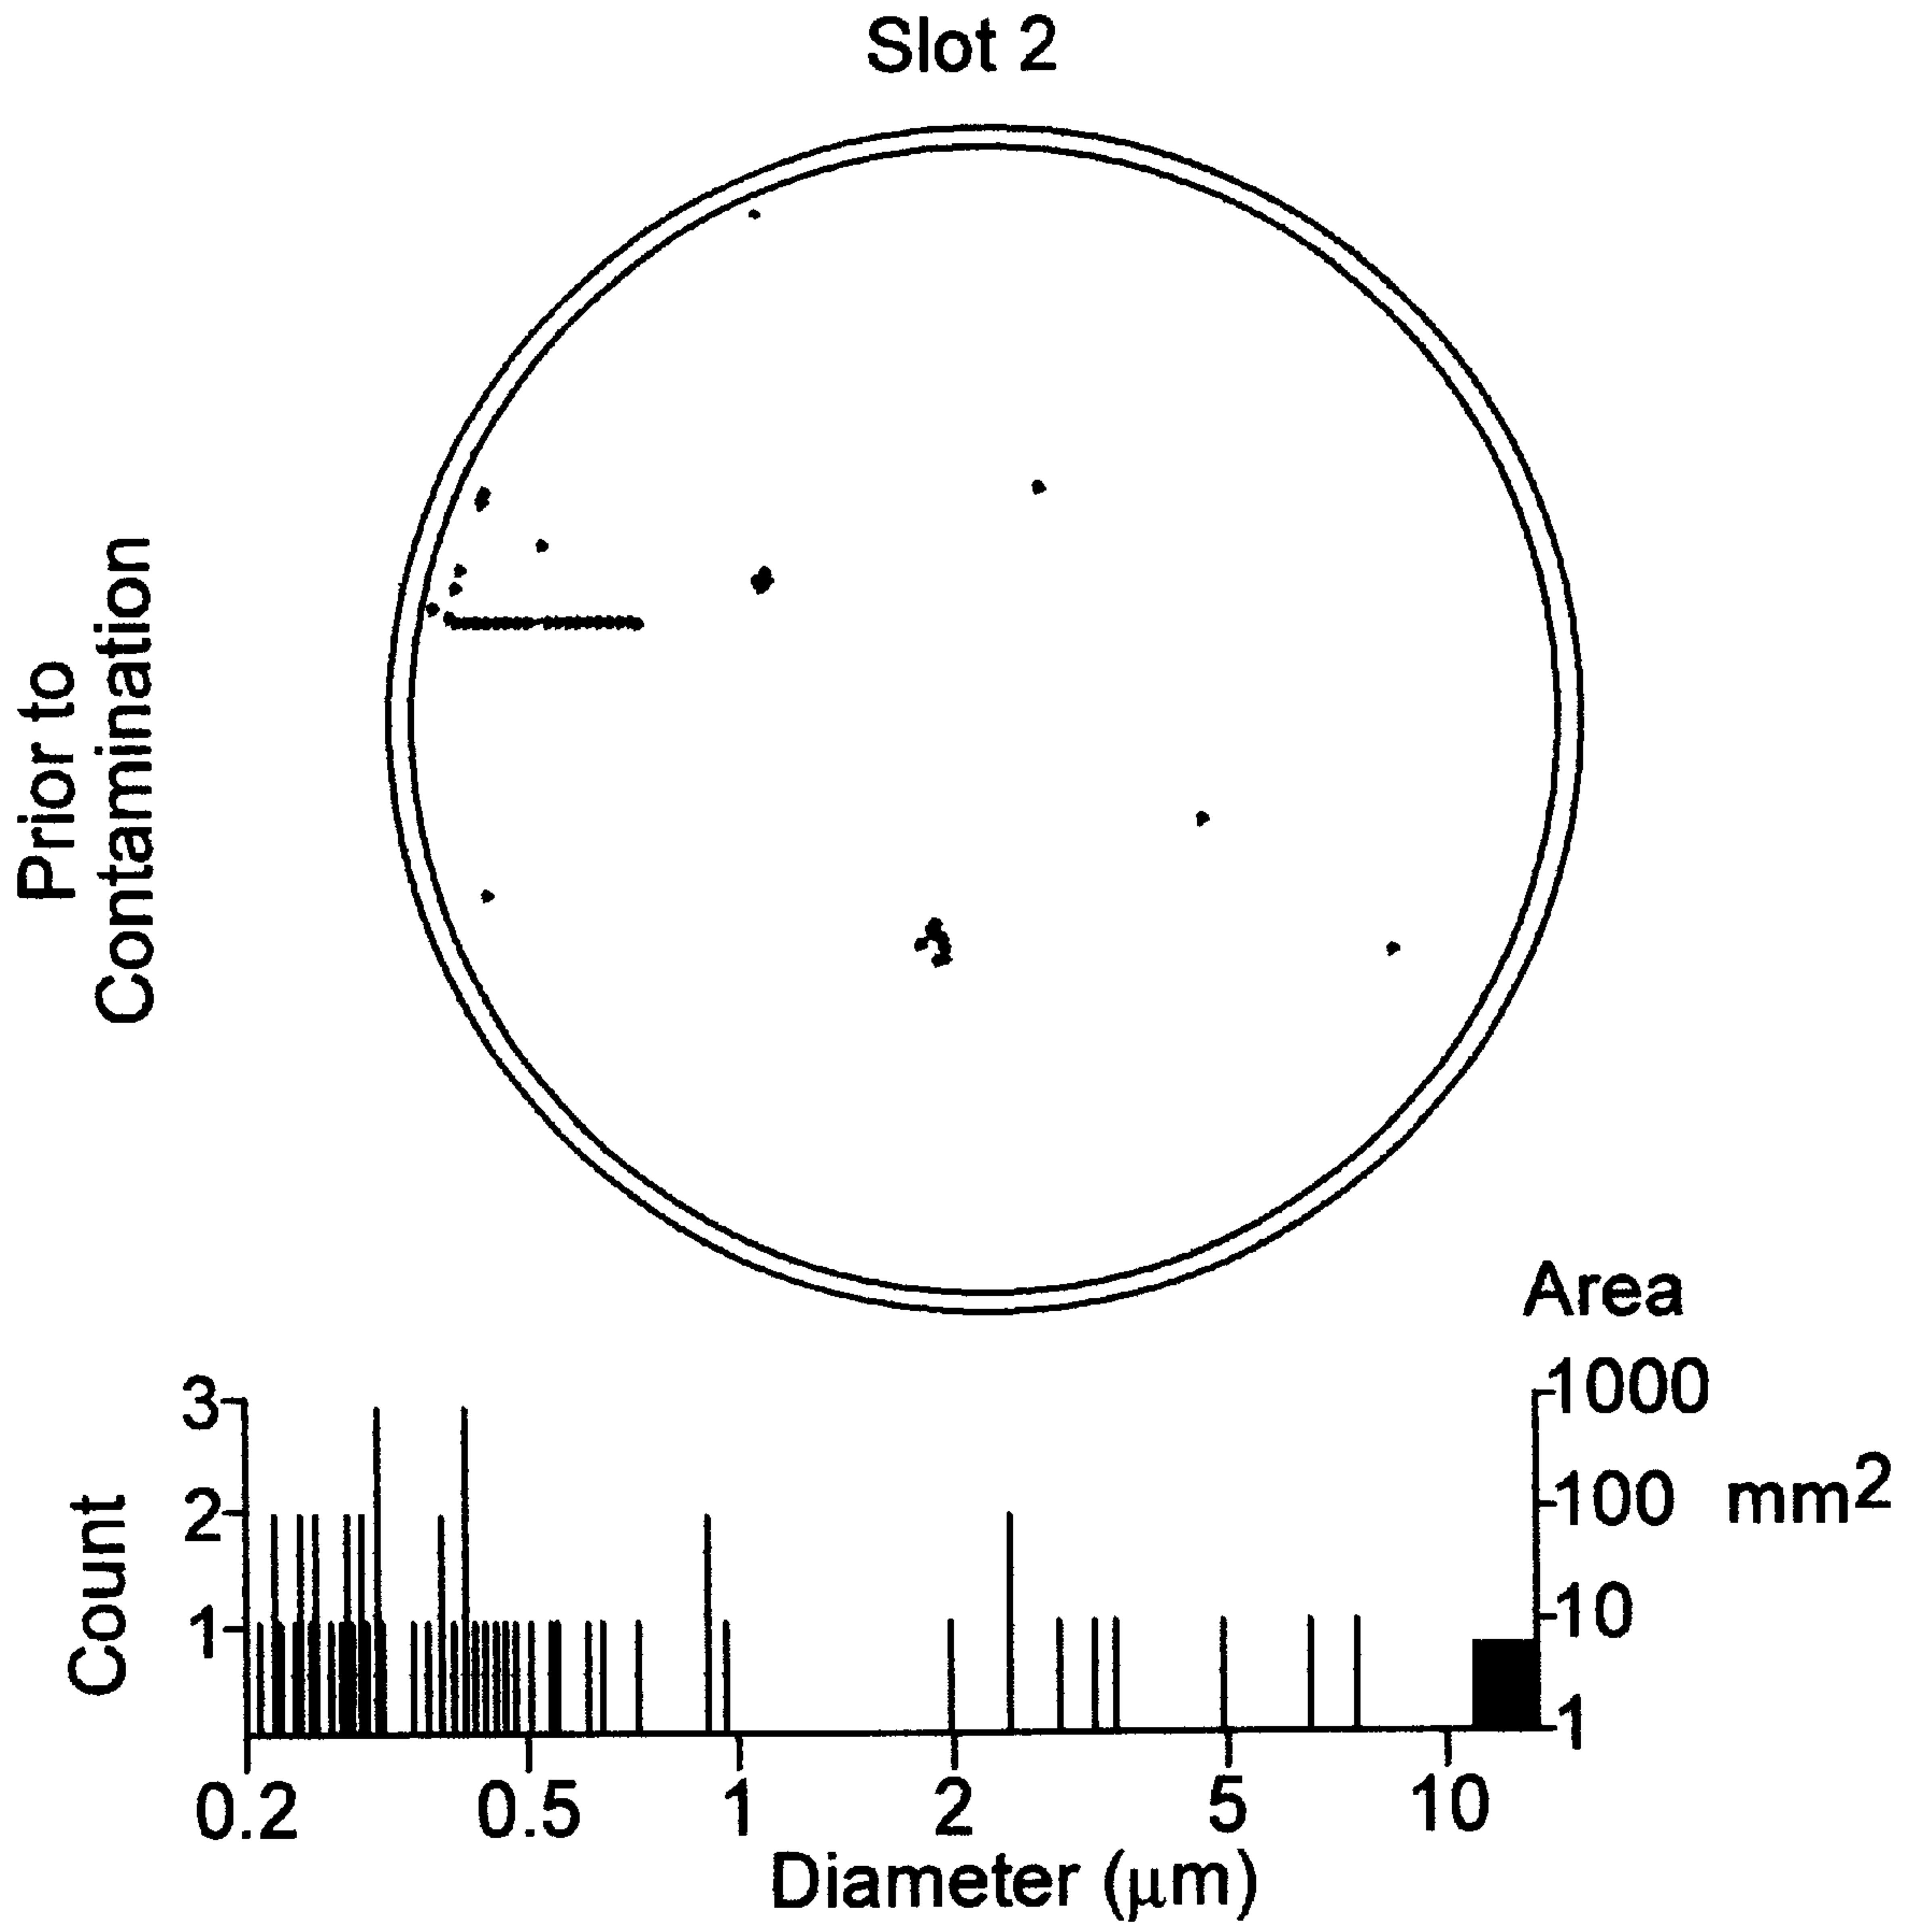 Slot 2
Prior to
Contamination
Area
3
2
1
Count
1000
100 mm2
10
1
0.2 0.5 1 2 5 10
Diameter (μm)